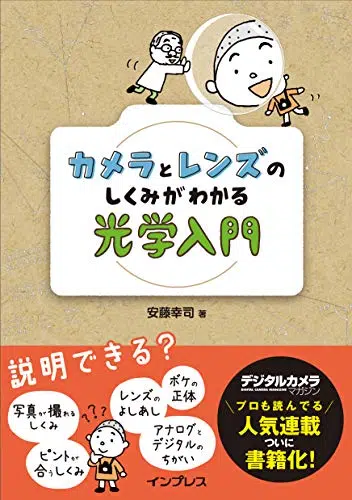 カメラとレンズの
しくみがわかる
光学入門
安藤幸司 著
説明できる?
写真が撮れる
しくみ
ピントが
合うしくみ
???
レンズの
よしあし
ボケの
正体
アナログと
デジタルの
ちがい
デジタルカメラ
DIGITAL CAMERA MAGAZINE
マガジン
プロも読んでる
人気連載
ついに
書籍化!
インプレス